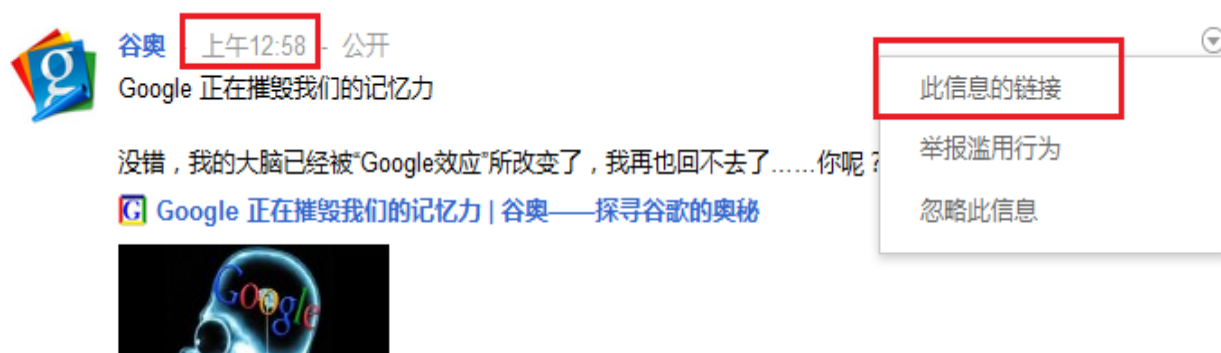 谷奥 - 上午12:58 - 公开
Google 正在摧毁我们的记忆力
没错，我的大脑已经被“Google效应”所改变了，我再也回不去了……你呢？
G Google 正在摧毁我们的记忆力 | 谷奥——探寻谷歌的奥秘
Google
此信息的链接
举报滥用行为
忽略此信息
g